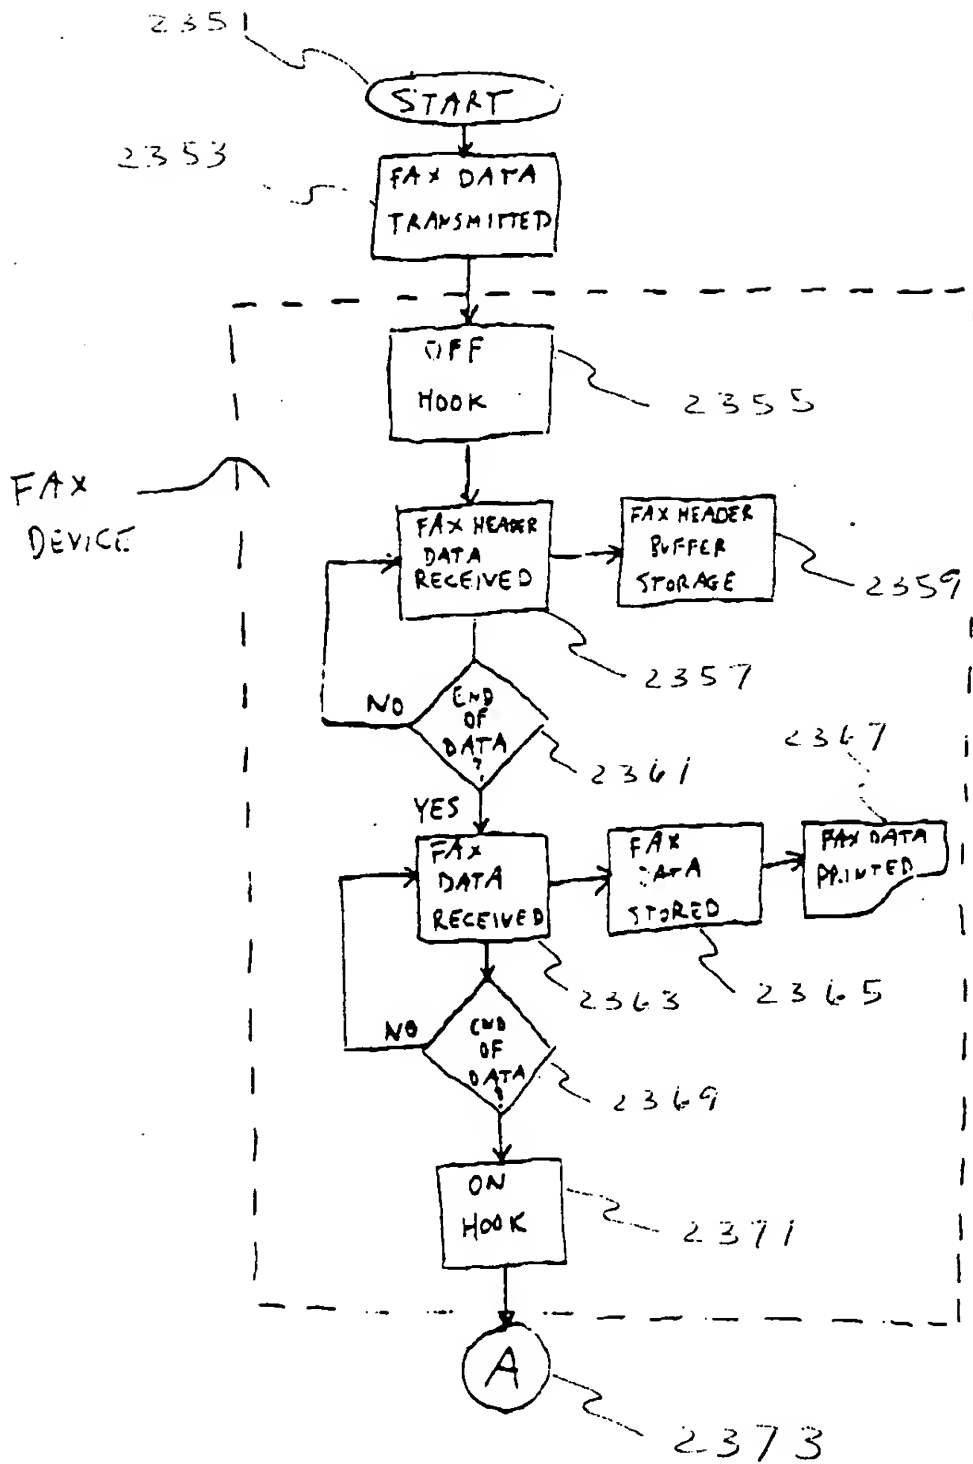 2351
START
2353
FAX DATA
TRANSMITTED
OFF
HOOK
2355
FAX
DEVICE
FAX HEADER
DATA
RECEIVED
FAX HEADER
BUFFER
STORAGE
2359
2357
NO
END
OF
DATA
?
2361
2367
YES
FAX
DATA
RECEIVED
FAX
DATA
STORED
FAX DATA
PRINTED
2363
2365
NO
END
OF
DATA
?
2369
ON
HOOK
2371
A
2373